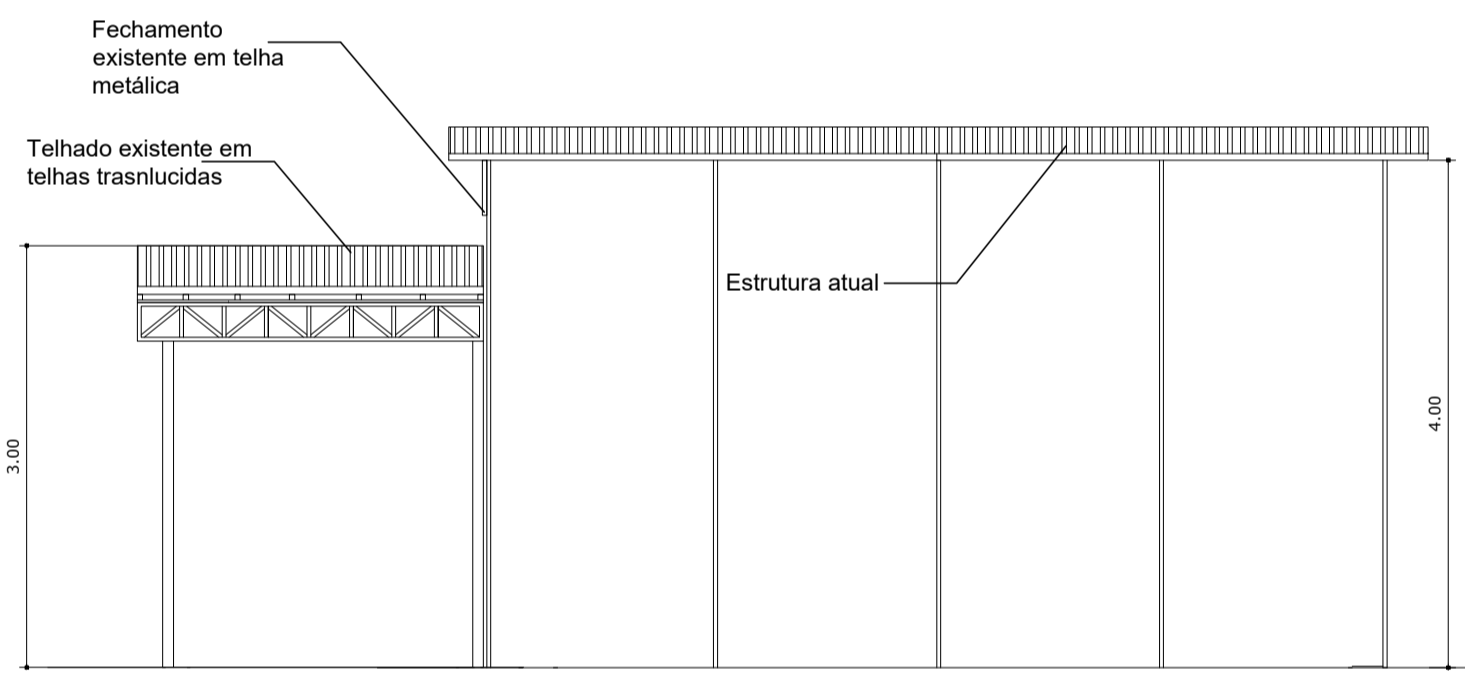 Fechamento
existente em telha
metálica
Telhado existente em
telhas trasnlucidas
Estrutura atual
3.00
4.00